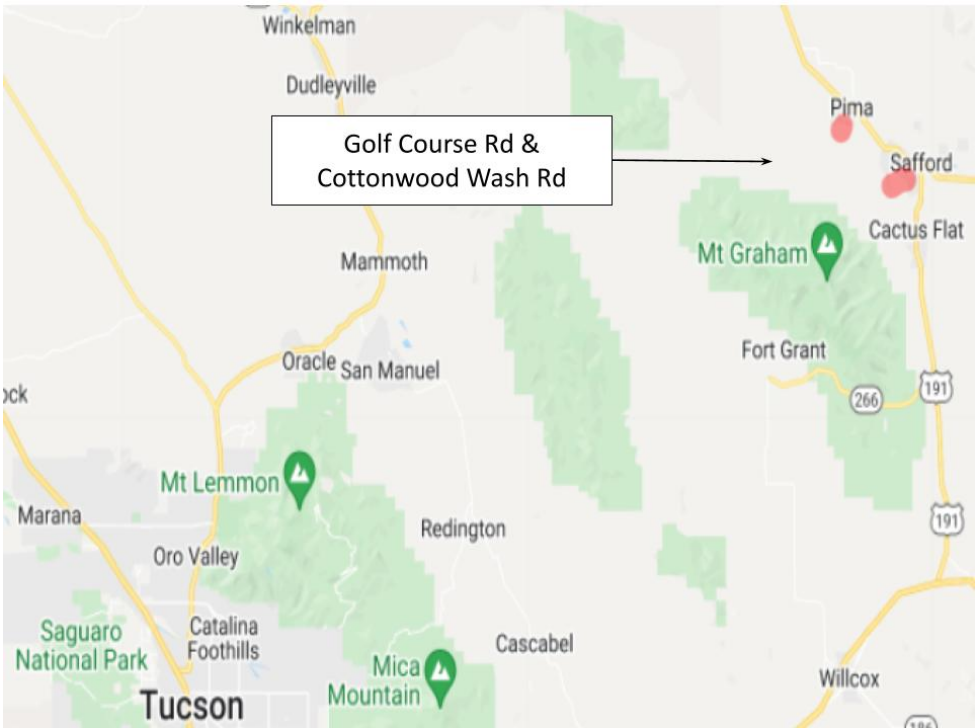 Winkelman
Dudleyville
Pima
Golf Course Rd &
Cottonwood Wash Rd
Safford
Cactus Flat
Mt Graham
Mammoth
Fort Grant
Oracle
San Manuel
191
266
ock
Mt Lemmon
Marana
Redington
191
Oro Valley
Catalina
Foothills
Saguaro
National Park
Cascabel
Mica
Mountain
Willcox
Tucson
186